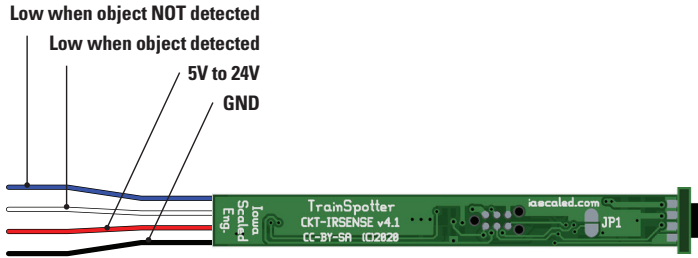 Low when object NOT detected
Low when object detected
5V to 24V
GND
Iowa
Scaled
Eng.
TrainSpotter
CKT-IRSENSE v4.1
CC-BY-SA (C)2020
iascaled.com
JP1